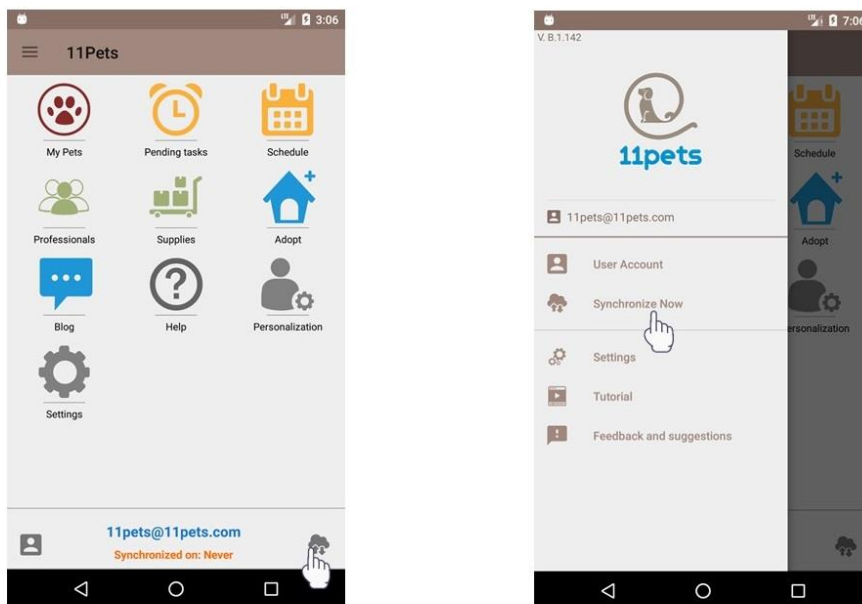 3:06
11Pets
My Pets Pending tasks Schedule
Professionals Supplies Adopt
Blog Help Personalization
Settings
11pets@11pets.com
Synchronized on: Never
7:06
V. B.1.142
11pets
11pets@11pets.com
User Account
Synchronize Now
Settings
Tutorial
Feedback and suggestions
Schedule
Adopt
ersonalization